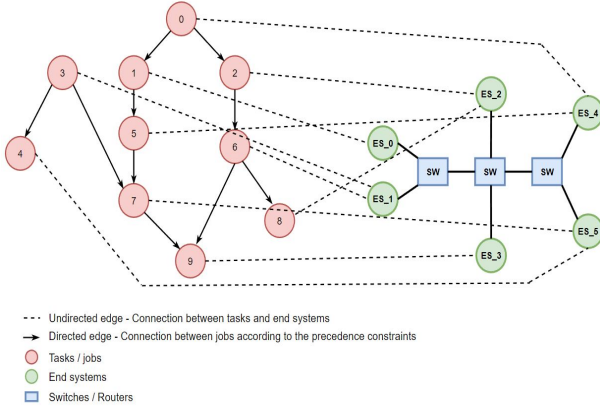 0
3
1
2
ES_2
ES_4
5
ES_0
4
6
SW
SW
SW
7
ES_1
8
ES_5
9
ES_3
Undirected edge - Connection between tasks and end systems
Directed edge - Connection between jobs according to the precedence constraints
Tasks / jobs
End systems
Switches / Routers